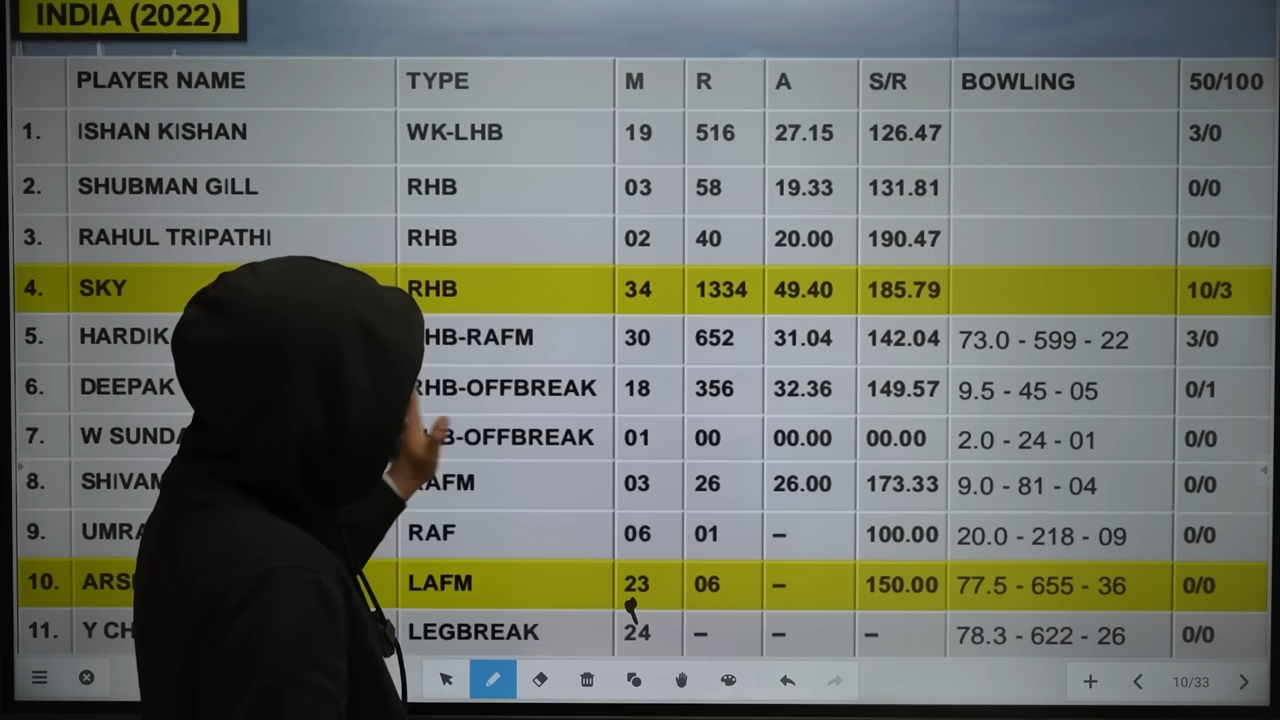 INDIA (2022)
PLAYER NAME TYPE M R A S/R BOWLING 50/100
1. ISHAN KISHAN WK-LHB 19 516 27.15 126.47 3/0
2. SHUBMAN GILL RHB 03 58 19.33 131.81 0/0
3. RAHUL TRIPATHI RHB 02 40 20.00 190.47 0/0
4. SKY RHB 34 1334 49.40 185.79 10/3
5. HARDIK HB-RAFM 30 652 31.04 142.04 73.0 - 599 - 22 3/0
6. DEEPAK RHB-OFFBREAK 18 356 32.36 149.57 9.5 - 45 - 05 0/1
7. W SUNDA B-OFFBREAK 01 00 00.00 00.00 2.0 - 24 - 01 0/0
8. SHIVAM AFM 03 26 26.00 173.33 9.0 - 81 - 04 0/0
9. UMRA RAF 06 01 – 100.00 20.0 - 218 - 09 0/0
10. ARS LAFM 23 06 – 150.00 77.5 - 655 - 36 0/0
11. Y CH LEGBREAK 24 – – – 78.3 - 622 - 26 0/0
10/33